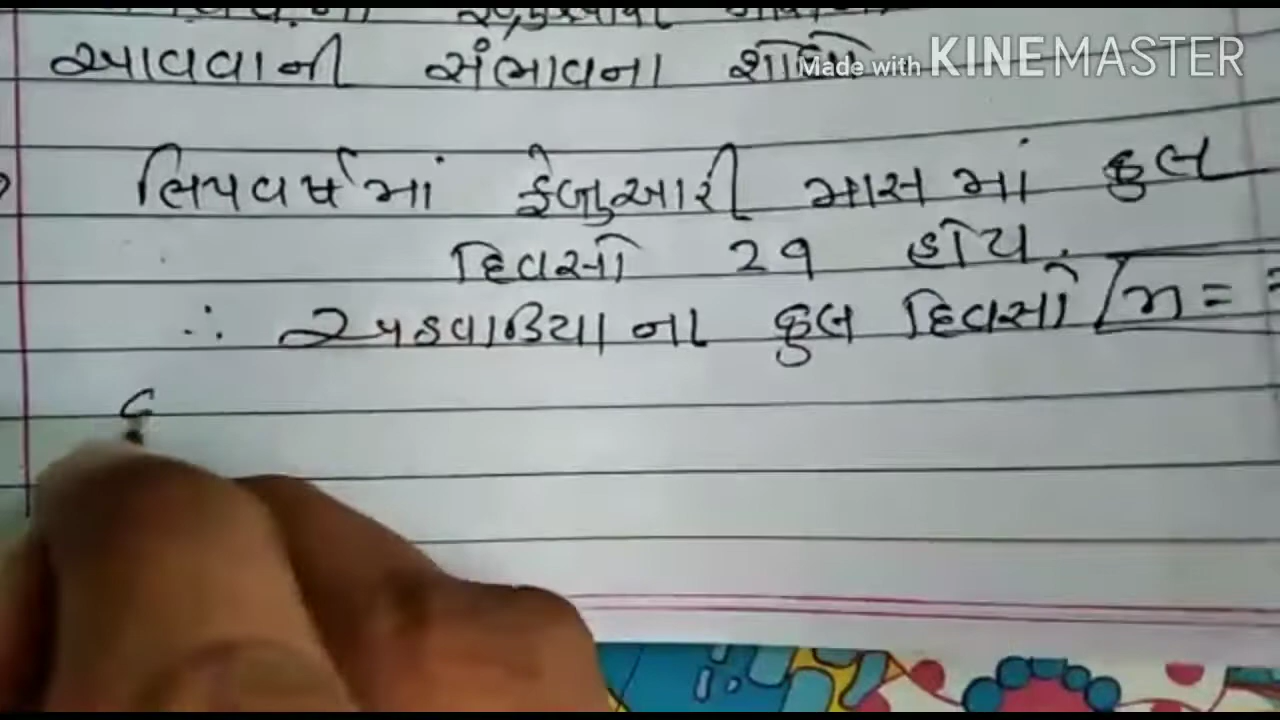 આવવાની સંભાવના શોધો
Made with KINEMASTER
લિપવર્ષમાં ફેબ્રુઆરી માસમાં કુલ
દિવસો 29 હોય.
∴ અઠવાડિયાના કુલ દિવસો n =